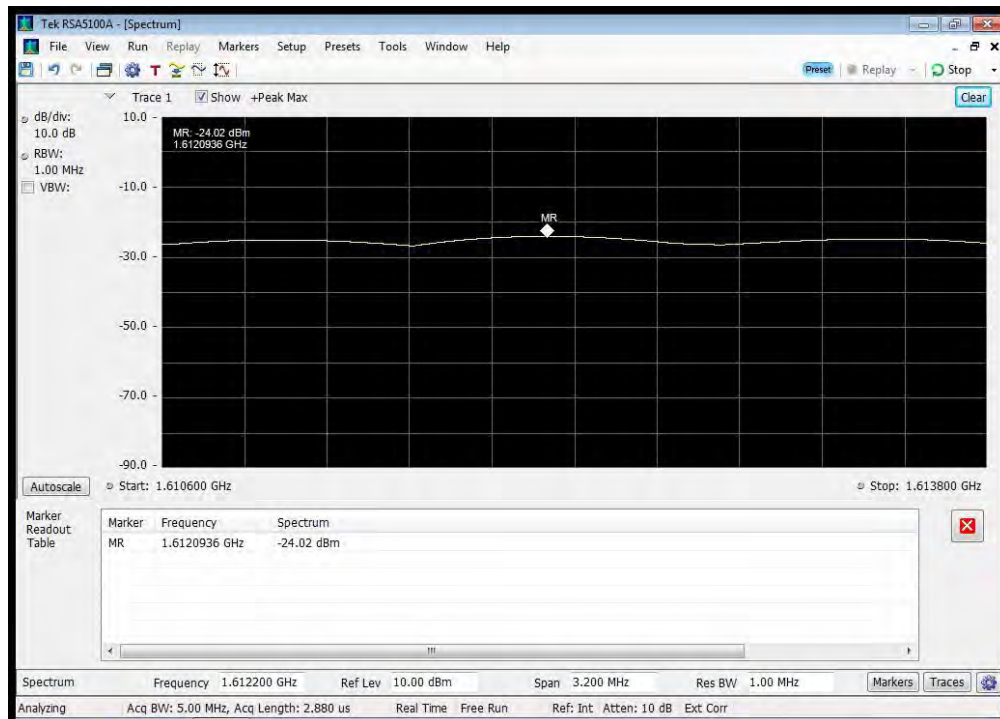 Tek RSA5100A - [Spectrum]
File View Run Replay Markers Setup Presets Tools Window Help
T
Preset Replay Stop
Trace 1 Show +Peak Max Clear
dB/div:
10.0 dB
RBW:
1.00 MHz
VBW:
10.0
-10.0
-30.0
-50.0
-70.0
-90.0
MR: -24.02 dBm
1.6120936 GHz
MR
Autoscale Start: 1.610600 GHz Stop: 1.613800 GHz
Marker
Readout
Table
Marker Frequency Spectrum
MR 1.6120936 GHz -24.02 dBm
Spectrum Frequency 1.612200 GHz Ref Lev 10.00 dBm Span 3.200 MHz Res BW 1.00 MHz Markers Traces
Analyzing Acq BW: 5.00 MHz, Acq Length: 2.880 us Real Time Free Run Ref: Int Atten: 10 dB Ext Corr